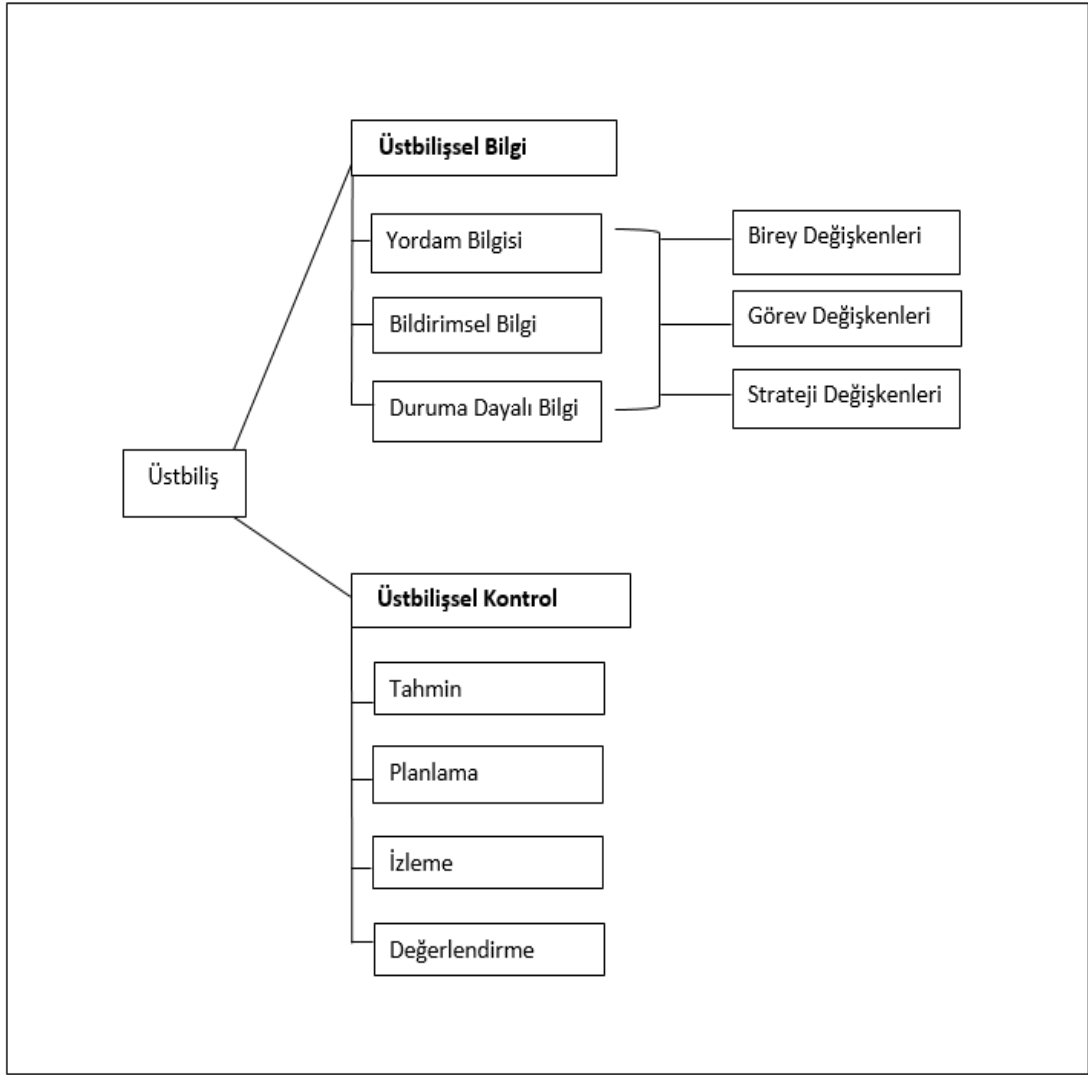 Üstbiliş
Üstbilişsel Bilgi
Yordam Bilgisi
Bildirimsel Bilgi
Duruma Dayalı Bilgi
Birey Değişkenleri
Görev Değişkenleri
Strateji Değişkenleri
Üstbilişsel Kontrol
Tahmin
Planlama
İzleme
Değerlendirme